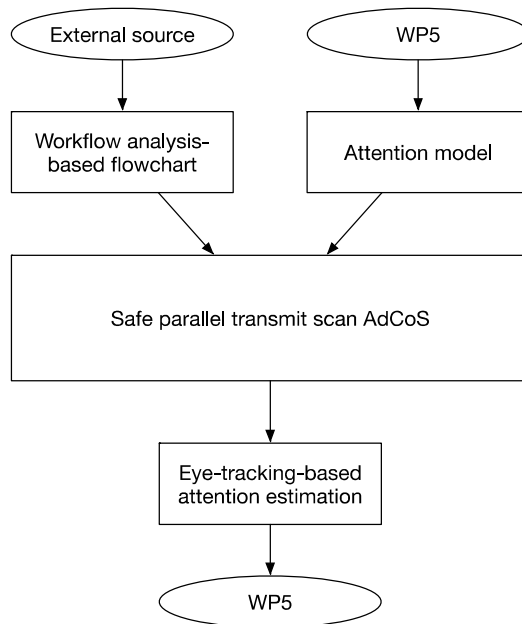 External source
WP5
Workflow analysis-
based flowchart
Attention model
Safe parallel transmit scan AdCoS
Eye-tracking-based
attention estimation
WP5